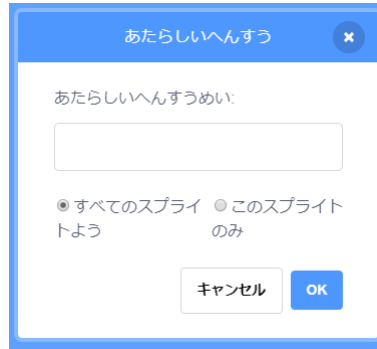 あたらしいへんすう
あたらしいへんすうめい:
すべてのスプライ
トよう
このスプライト
のみ
キャンセル
OK